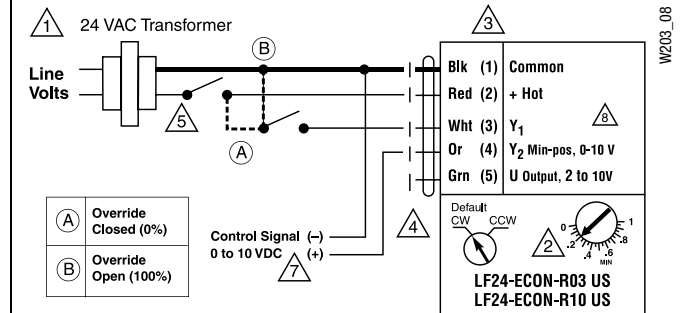 1 24 VAC Transformer
3
W203_08
B
Line
Volts
Blk (1) Common
Red (2) + Hot
5
8
Wht (3) Y1
A
Or (4) Y2 Min-pos, 0-10 V
Grn (5) U Output, 2 to 10V
A Override
Closed (0%)
B Override
Open (100%)
Control Signal (–)
0 to 10 VDC (+)
7
4
Default
CW CCW
2
0 .2 .4 .6 .8 1
MIN
LF24-ECON-R03 US
LF24-ECON-R10 US